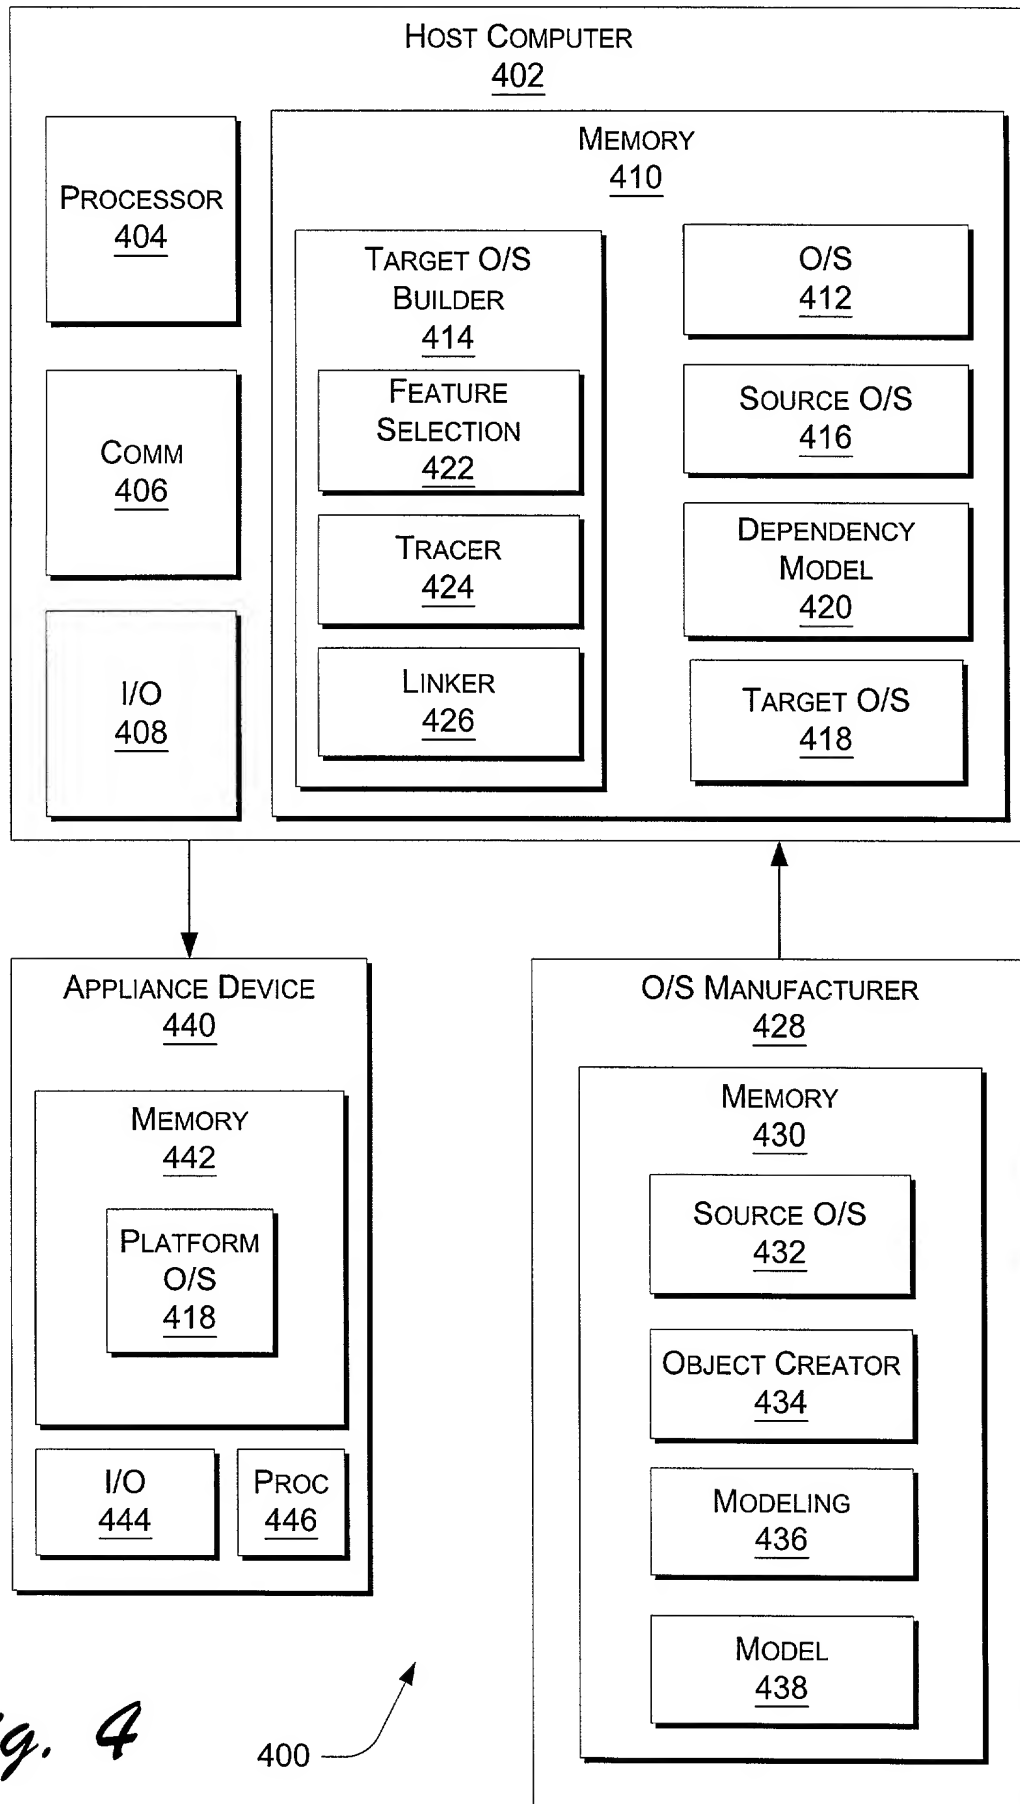 HOST COMPUTER
402
PROCESSOR
404
COMM
406
I/O
408
MEMORY
410
TARGET O/S
BUILDER
414
FEATURE
SELECTION
422
TRACER
424
LINKER
426
O/S
412
SOURCE O/S
416
DEPENDENCY
MODEL
420
TARGET O/S
418
APPLIANCE DEVICE
440
MEMORY
442
PLATFORM
O/S
418
I/O
444
PROC
446
O/S MANUFACTURER
428
MEMORY
430
SOURCE O/S
432
OBJECT CREATOR
434
MODELING
436
MODEL
438
g. 4
400